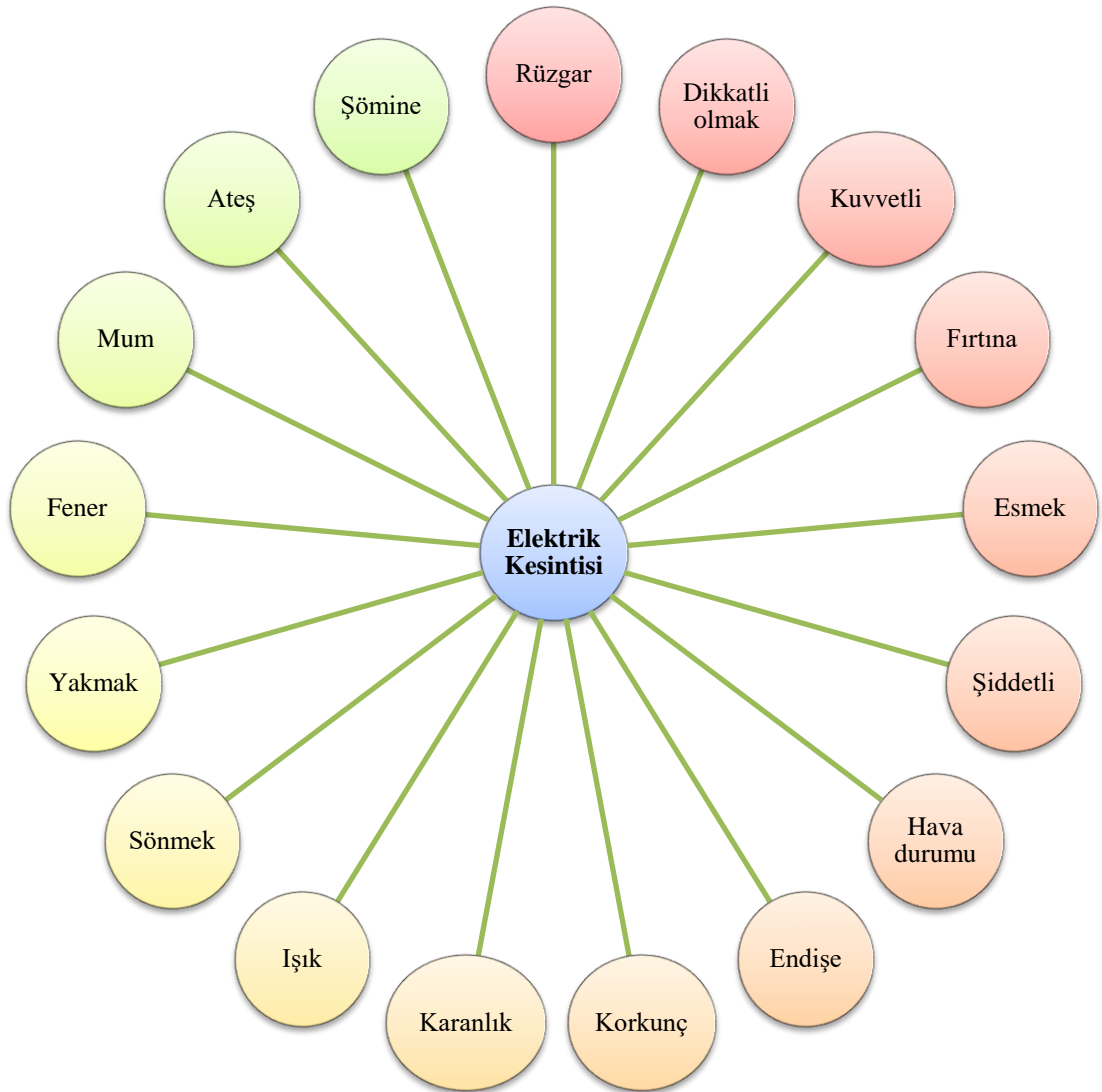 Rüzgar
Dikkatli
olmak
Kuvvetli
Fırtına
Esmek
Şiddetli
Hava
durumu
Endişe
Korkunç
Karanlık
Işık
Sönmek
Yakmak
Fener
Mum
Ateş
Şömine
Elektrik
Kesintisi